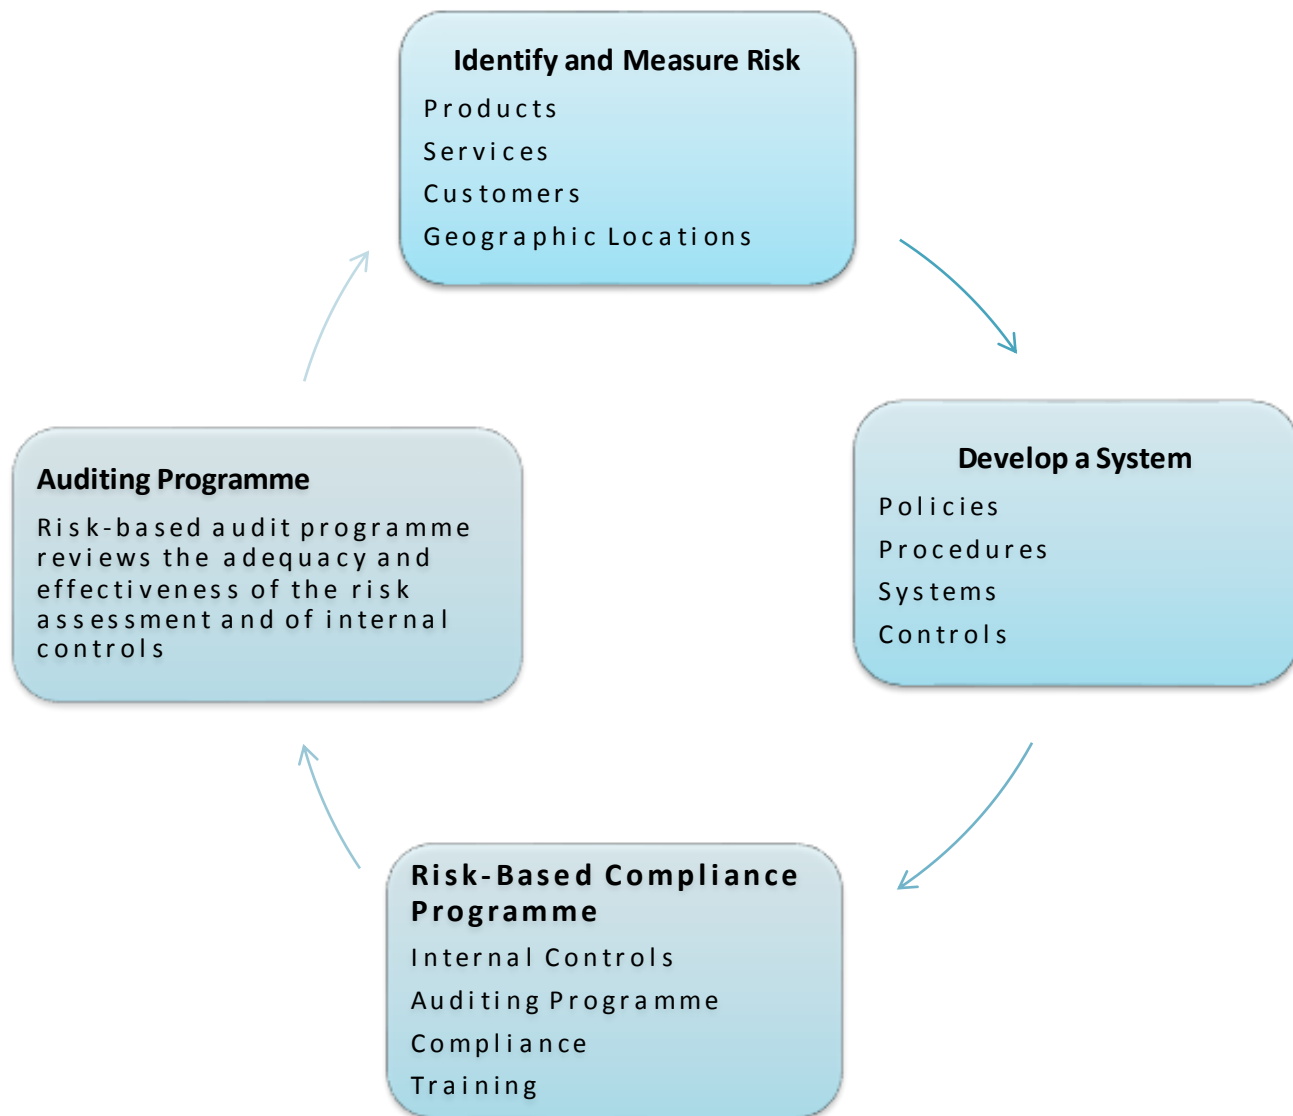 Identify and Measure Risk
Products
Services
Customers
Geographic Locations
Develop a System
Policies
Procedures
Systems
Controls
Risk-Based Compliance
Programme
Internal Controls
Auditing Programme
Compliance
Training
Auditing Programme
Risk-based audit programme
reviews the adequacy and
effectiveness of the risk
assessment and of internal
controls